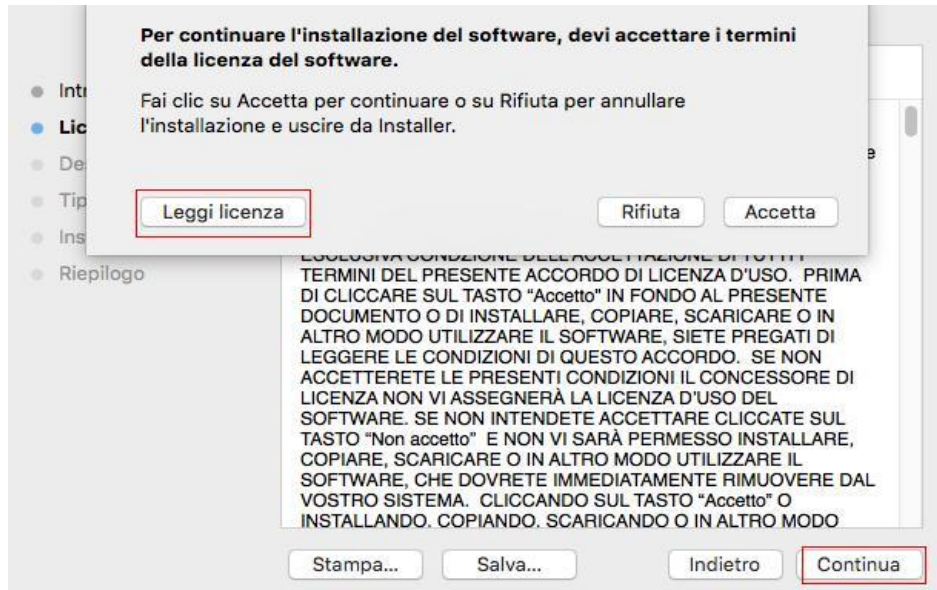 Per continuare l'installazione del software, devi accettare i termini
della licenza del software.
Fai clic su Accetta per continuare o su Rifiuta per annullare
l'installazione e uscire da Installer.
Leggi licenza
Rifiuta
Accetta
Riepilogo
ESCLUSIVA CONDIZIONE DELL'ACCETTAZIONE DI TUTTI I
TERMINI DEL PRESENTE ACCORDO DI LICENZA D'USO. PRIMA
DI CLICCARE SUL TASTO “Accetto” IN FONDO AL PRESENTE
DOCUMENTO O DI INSTALLARE, COPIARE, SCARICARE O IN
ALTRO MODO UTILIZZARE IL SOFTWARE, SIETE PREGATI DI
LEGGERE LE CONDIZIONI DI QUESTO ACCORDO. SE NON
ACCETTERETE LE PRESENTI CONDIZIONI IL CONCESSORE DI
LICENZA NON VI ASSEGNERÀ LA LICENZA D'USO DEL
SOFTWARE. SE NON INTENDETE ACCETTARE CLICCATE SUL
TASTO “Non accetto” E NON VI SARÀ PERMESSO INSTALLARE,
COPIARE, SCARICARE O IN ALTRO MODO UTILIZZARE IL
SOFTWARE, CHE DOVRETE IMMEDIATAMENTE RIMUOVERE DAL
VOSTRO SISTEMA. CLICCANDO SUL TASTO “Accetto” O
INSTALLANDO, COPIANDO, SCARICANDO O IN ALTRO MODO
Stampa...
Salva...
Indietro
Continua